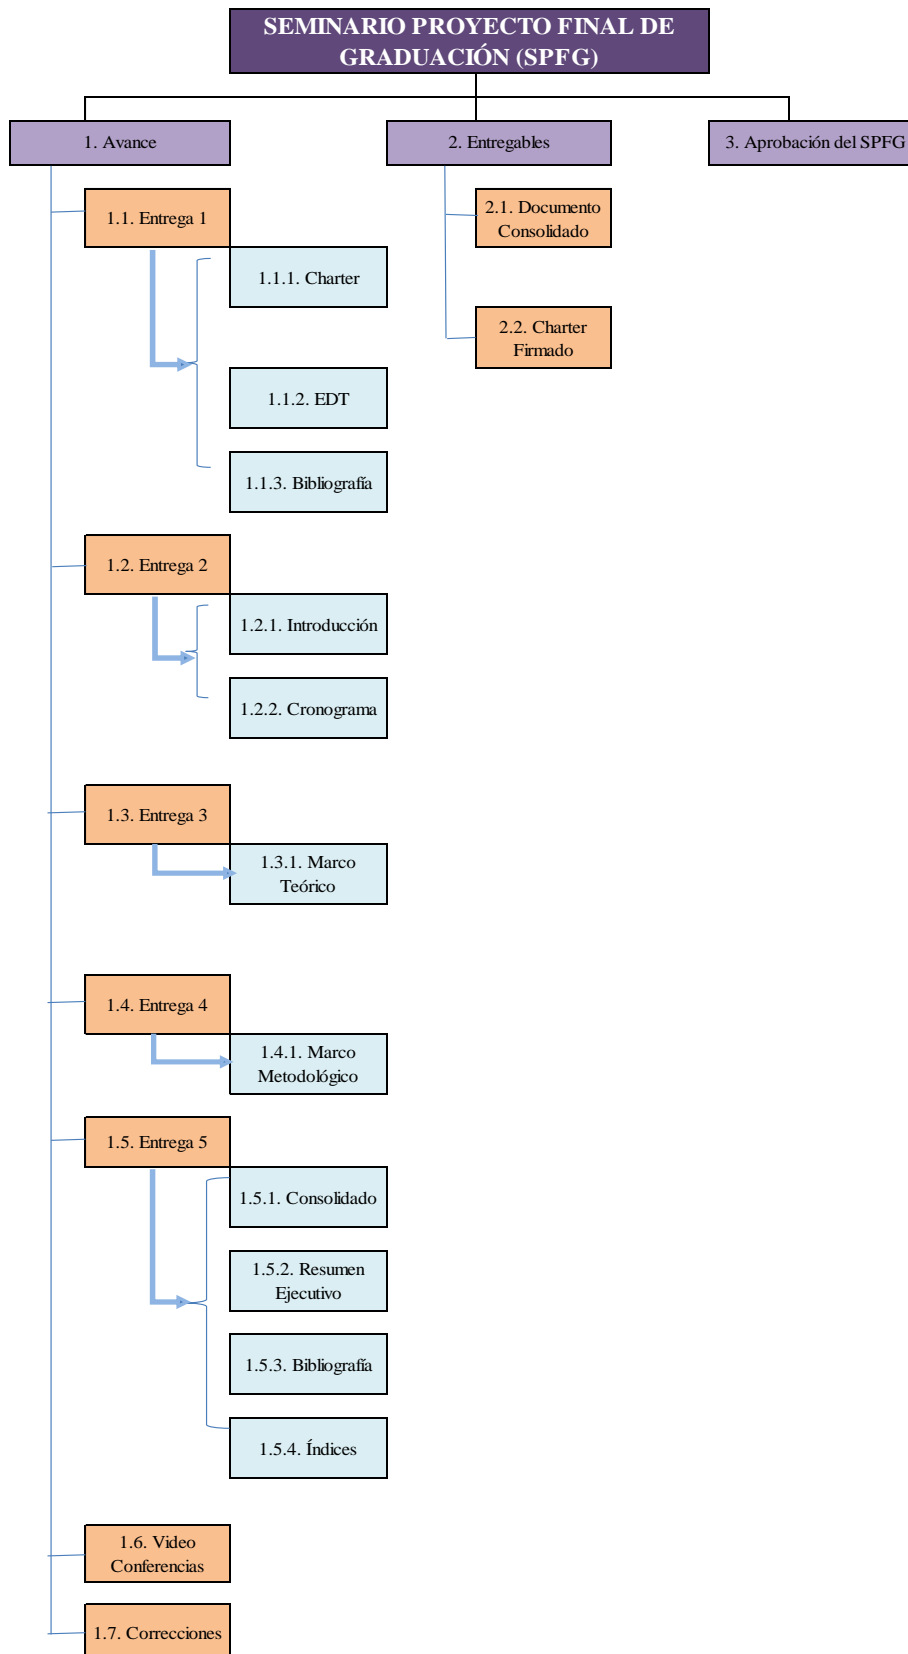 SEMINARIO PROYECTO FINAL DE
GRADUACIÓN (SPFG)
1. Avance
2. Entregables
3. Aprobación del SPFG
1.1. Entrega 1
2.1. Documento
Consolidado
1.1.1. Charter
2.2. Charter
Firmado
1.1.2. EDT
1.1.3. Bibliografía
1.2. Entrega 2
1.2.1. Introducción
1.2.2. Cronograma
1.3. Entrega 3
1.3.1. Marco
Teórico
1.4. Entrega 4
1.4.1. Marco
Metodológico
1.5. Entrega 5
1.5.1. Consolidado
1.5.2. Resumen
Ejecutivo
1.5.3. Bibliografía
1.5.4. Índices
1.6. Video
Conferencias
1.7. Correcciones